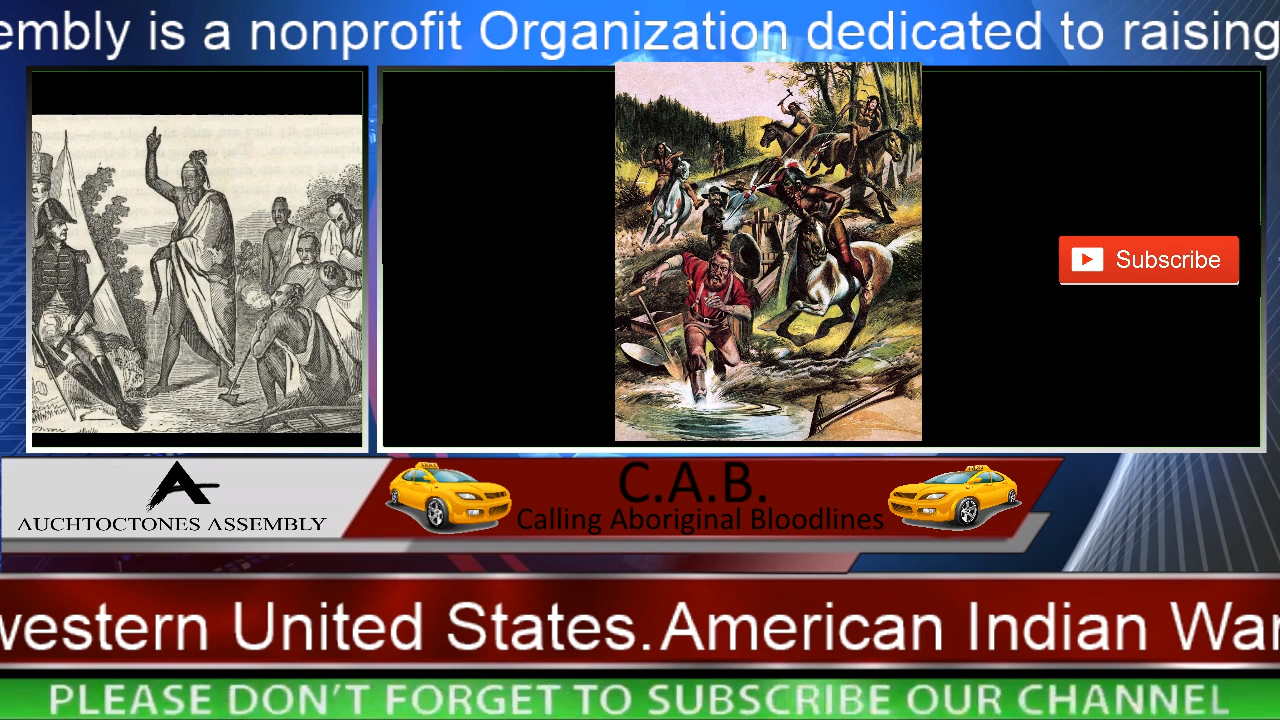 embly is a nonprofit Organization dedicated to raising
Subscribe
AUCHTOCTONES ASSEMBLY
C.A.B.
Calling Aboriginal Bloodlines
western United States. American Indian War
PLEASE DON'T FORGET TO SUBSCRIBE OUR CHANNEL